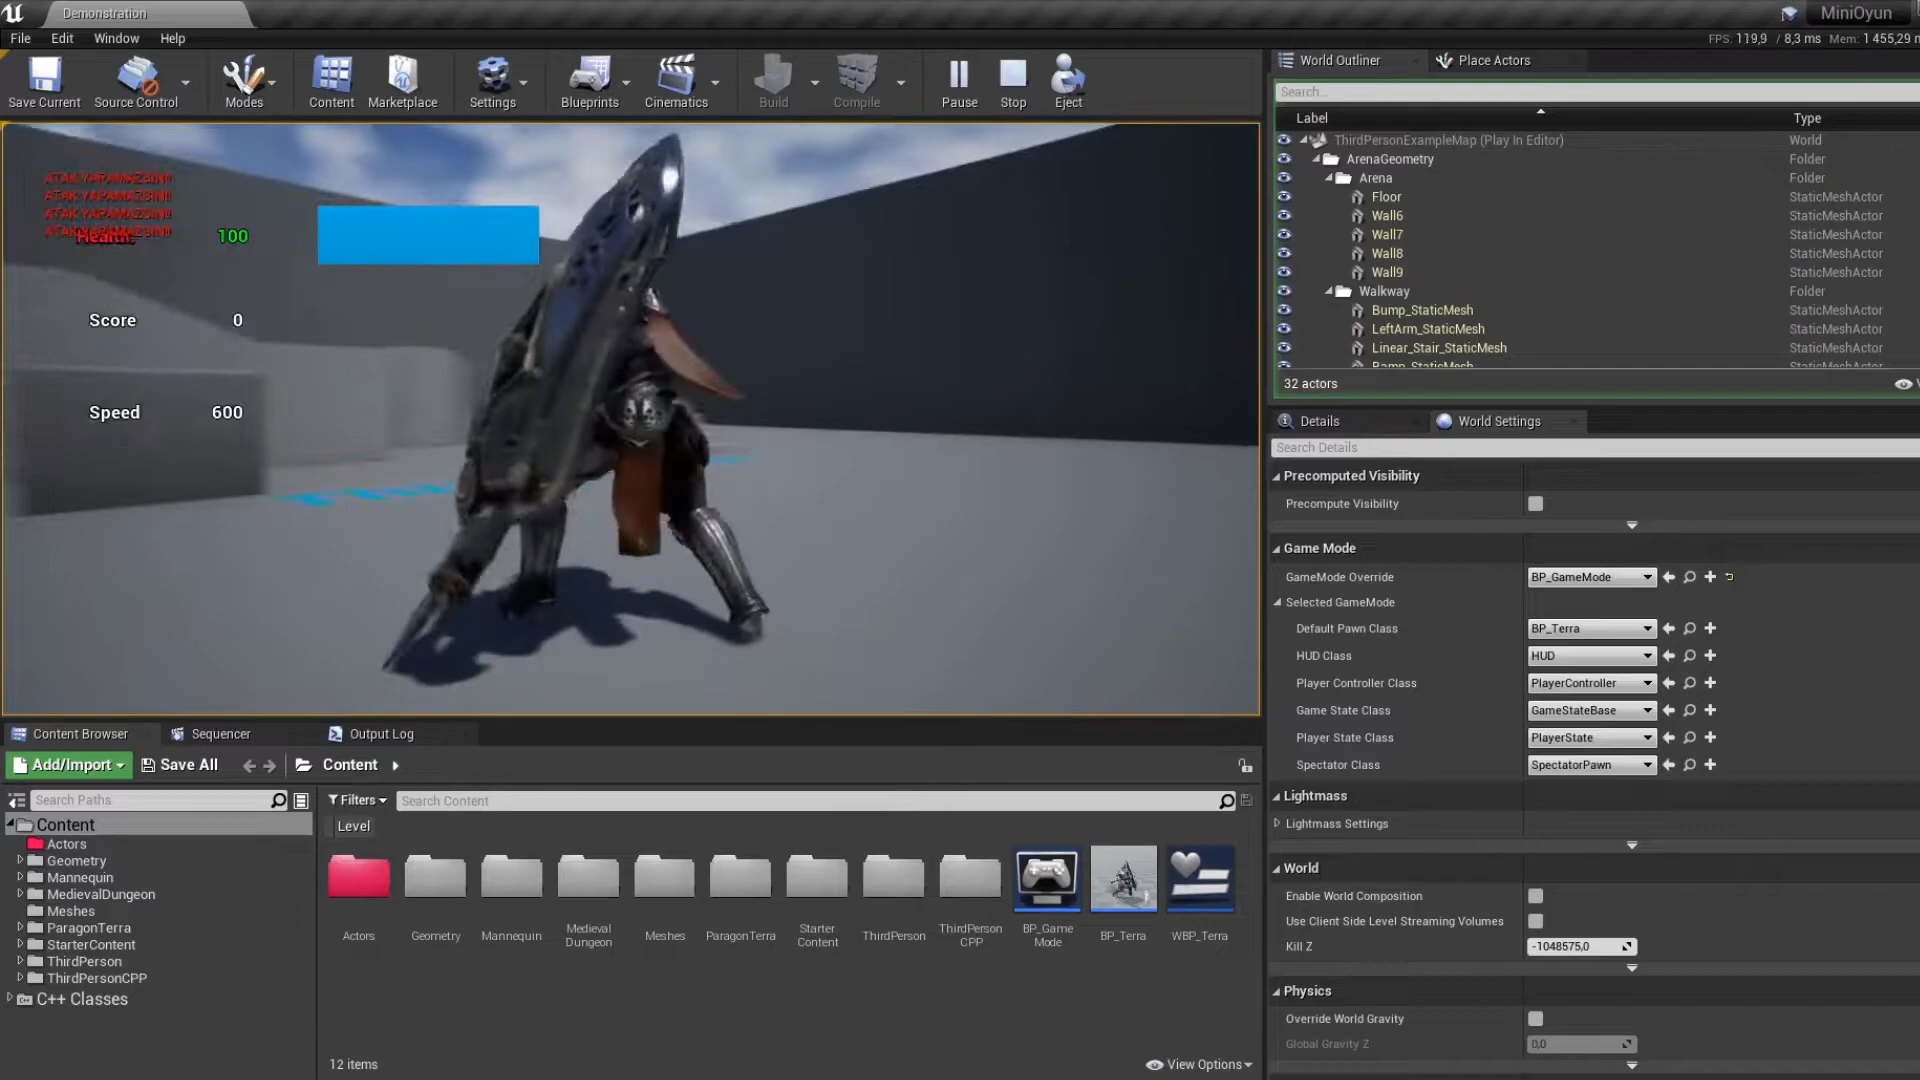 Demonstration
MiniOyun
File Edit Window Help
FPS: 119,9 / 8,3 ms Mem: 1 455,29 m
Save Current
Source Control
Modes
Content
Marketplace
Settings
Blueprints
Cinematics
Build
Compile
Pause
Stop
Eject
ATAK YAPAMAZSIN!!
ATAK YAPAMAZSIN!!
ATAK YAPAMAZSIN!!
ATAK YAPAMAZSIN!!
Health: 100
Score 0
Speed 600
World Outliner
Place Actors
Search...
Label Type
ThirdPersonExampleMap (Play In Editor) World
ArenaGeometry Folder
Arena Folder
Floor StaticMeshActor
Wall6 StaticMeshActor
Wall7 StaticMeshActor
Wall8 StaticMeshActor
Wall9 StaticMeshActor
Walkway Folder
Bump_StaticMesh StaticMeshActor
LeftArm_StaticMesh StaticMeshActor
Linear_Stair_StaticMesh StaticMeshActor
Ramp_StaticMesh StaticMeshActor
32 actors
Details
World Settings
Search Details
Precomputed Visibility
Precompute Visibility
Game Mode
GameMode Override BP_GameMode
Selected GameMode
Default Pawn Class BP_Terra
HUD Class HUD
Player Controller Class PlayerController
Game State Class GameStateBase
Player State Class PlayerState
Spectator Class SpectatorPawn
Lightmass
Lightmass Settings
World
Enable World Composition
Use Client Side Level Streaming Volumes
Kill Z -1048575,0
Physics
Override World Gravity
Global Gravity Z 0,0
Content Browser
Sequencer
Output Log
Add/Import
Save All
Content
Search Paths
Filters
Search Content
Level
Content
Actors
Geometry
Mannequin
MedievalDungeon
Meshes
ParagonTerra
StarterContent
ThirdPerson
ThirdPersonCPP
C++ Classes
Actors
Geometry
Mannequin
Medieval
Dungeon
Meshes
ParagonTerra
Starter
Content
ThirdPerson
ThirdPerson
CPP
BP_Game
Mode
BP_Terra
WBP_Terra
12 items
View Options